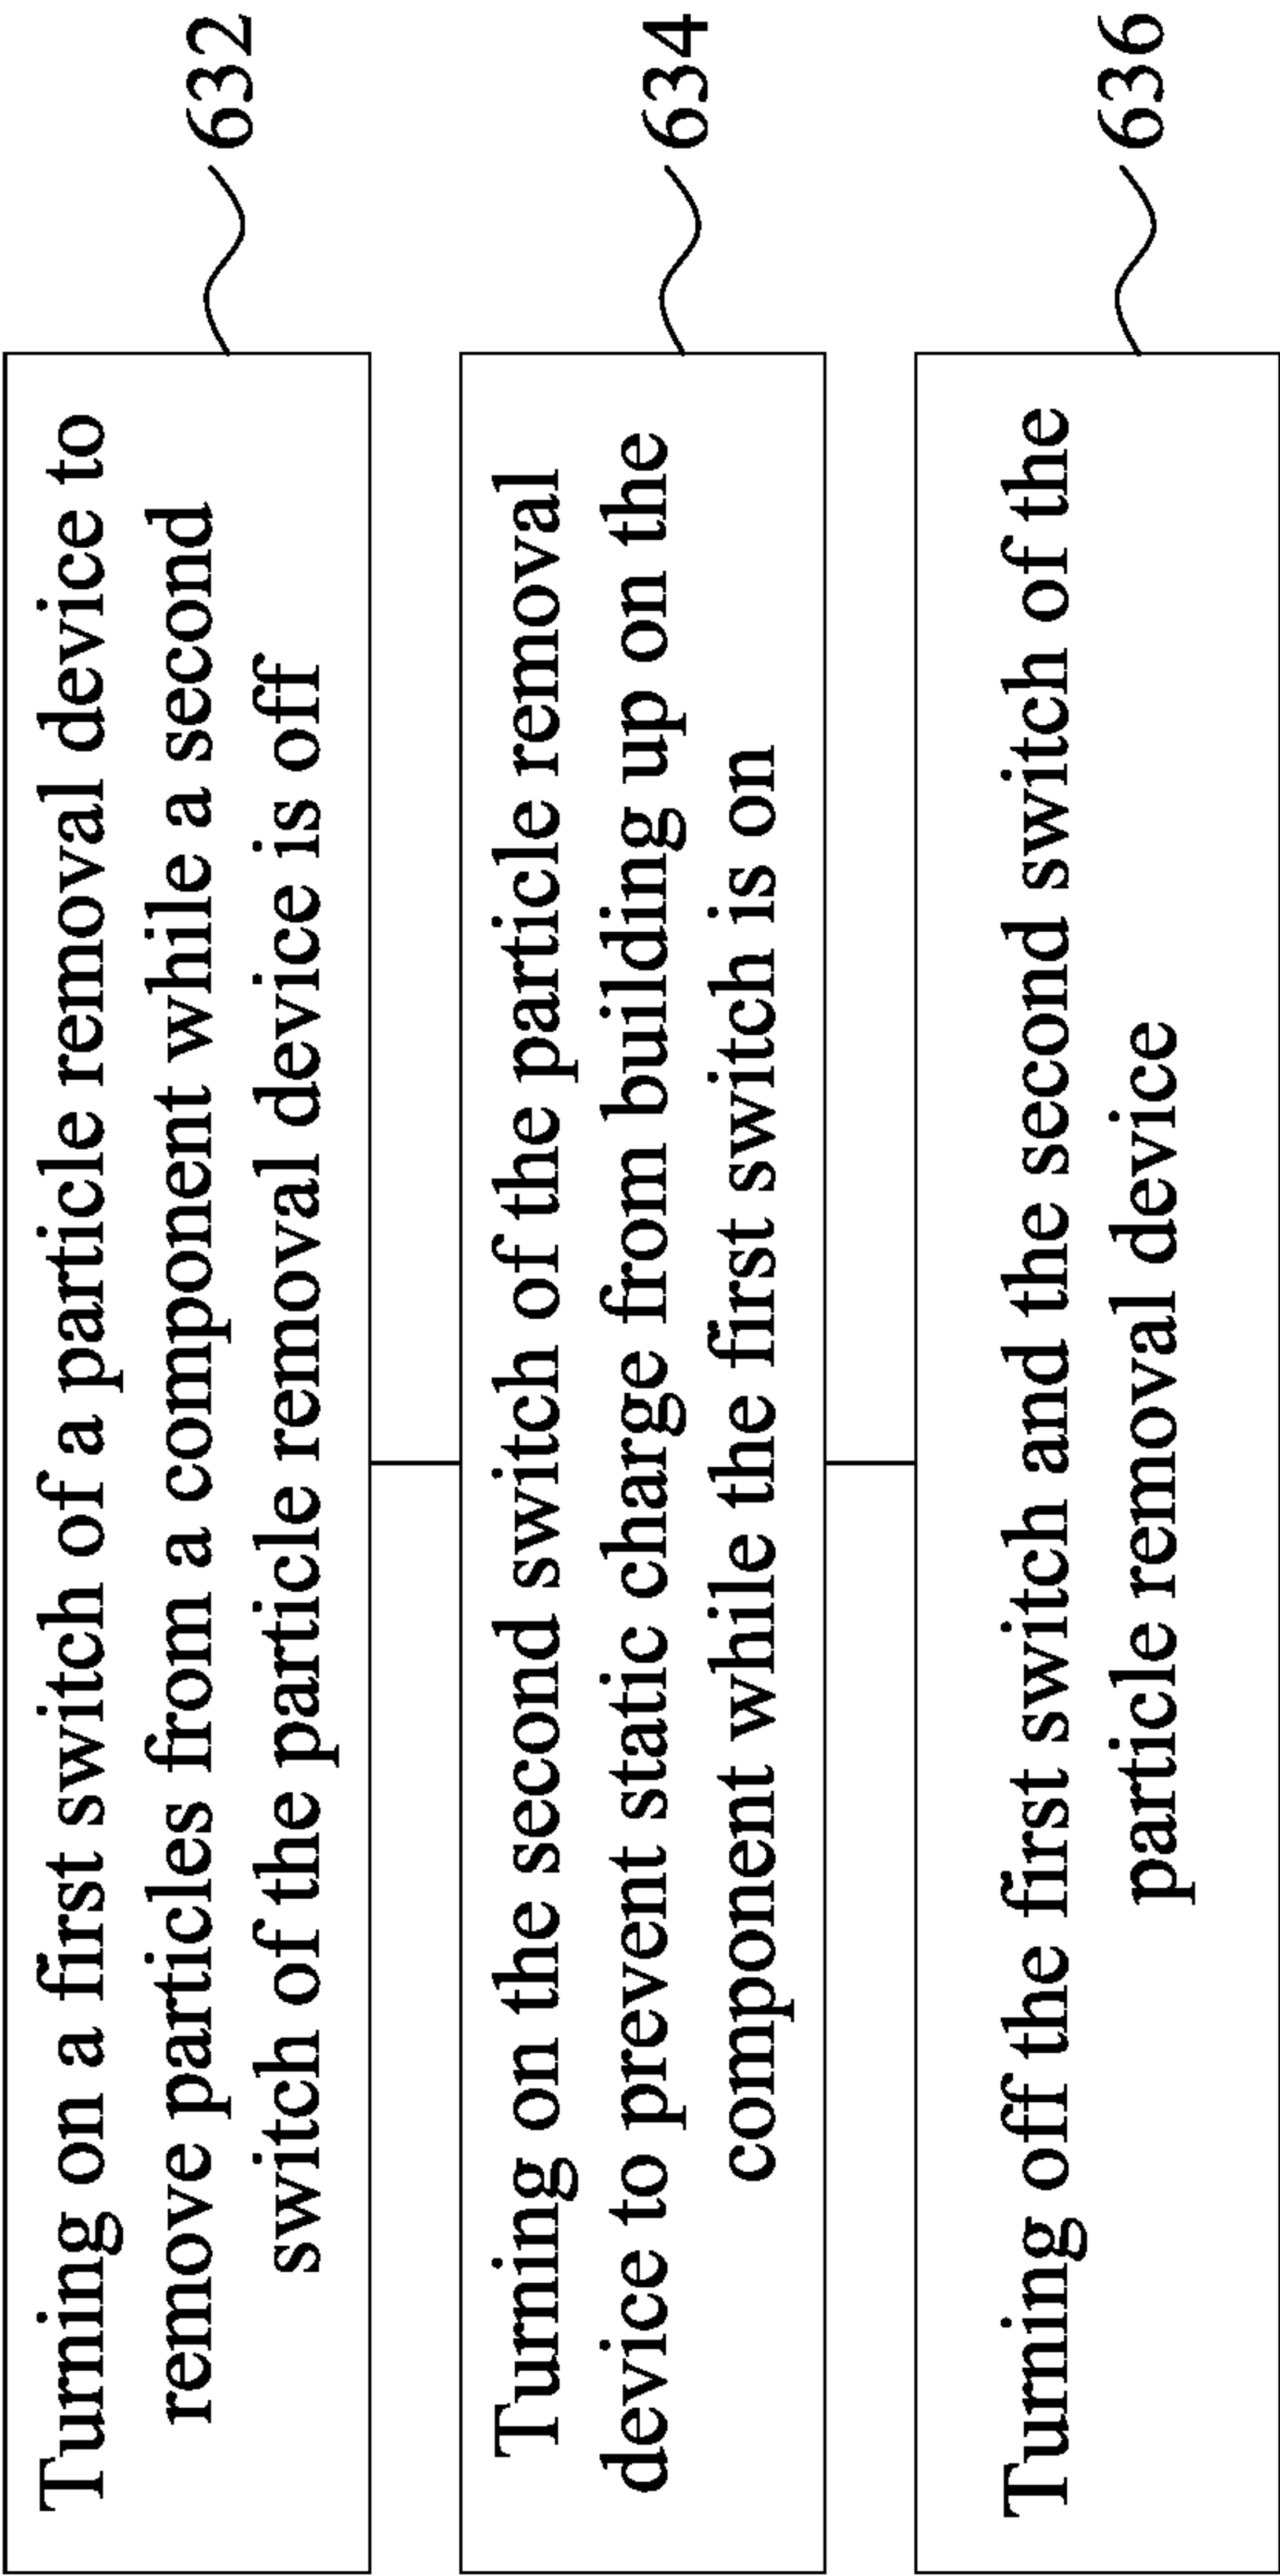 Turning on a first switch of a particle removal device to
remove particles from a component while a second
switch of the particle removal device is off
632
Turning on the second switch of the particle removal
device to prevent static charge from building up on the
component while the first switch is on
634
Turning off the first switch and the second switch of the
particle removal device
636